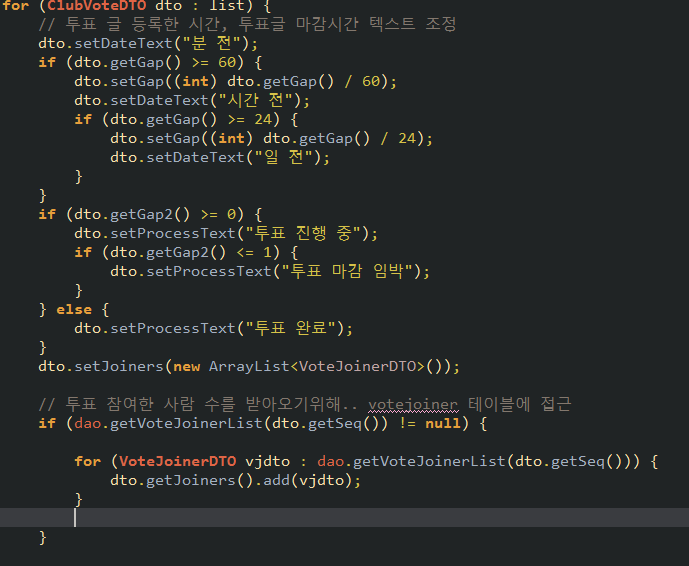 for (ClubVoteDTO dto : list) {
// 투표 글 등록한 시간, 투표글 마감시간 텍스트 조정
dto.setDateText("분 전");
if (dto.getGap() >= 60) {
dto.setGap((int) dto.getGap() / 60);
dto.setDateText("시간 전");
if (dto.getGap() >= 24) {
dto.setGap((int) dto.getGap() / 24);
dto.setDateText("일 전");
}
}
if (dto.getGap2() >= 0) {
dto.setProcessText("투표 진행 중");
if (dto.getGap2() <= 1) {
dto.setProcessText("투표 마감 임박");
}
} else {
dto.setProcessText("투표 완료");
}
dto.setJoiners(new ArrayList<VoteJoinerDTO>());
// 투표 참여한 사람 수를 받아오기위해.. votejoiner 테이블에 접근
if (dao.getVoteJoinerList(dto.getSeq()) != null) {
for (VoteJoinerDTO vjdto : dao.getVoteJoinerList(dto.getSeq())) {
dto.getJoiners().add(vjdto);
}
}